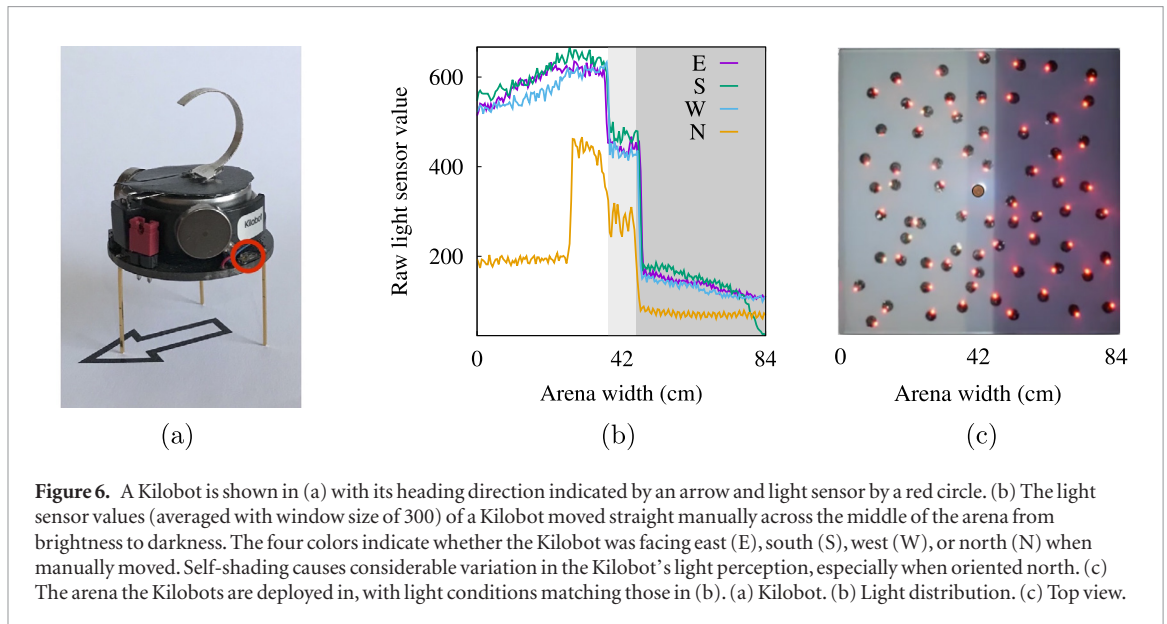 Kilobot
(a)
Raw light sensor value
600
400
200
E
S
W
N
0
42
84
Arena width (cm)
(b)
0
42
84
Arena width (cm)
(c)
Figure 6. A Kilobot is shown in (a) with its heading direction indicated by an arrow and light sensor by a red circle. (b) The light
sensor values (averaged with window size of 300) of a Kilobot moved straight manually across the middle of the arena from
brightness to darkness. The four colors indicate whether the Kilobot was facing east (E), south (S), west (W), or north (N) when
manually moved. Self-shading causes considerable variation in the Kilobot’s light perception, especially when oriented north. (c)
The arena the Kilobots are deployed in, with light conditions matching those in (b). (a) Kilobot. (b) Light distribution. (c) Top view.